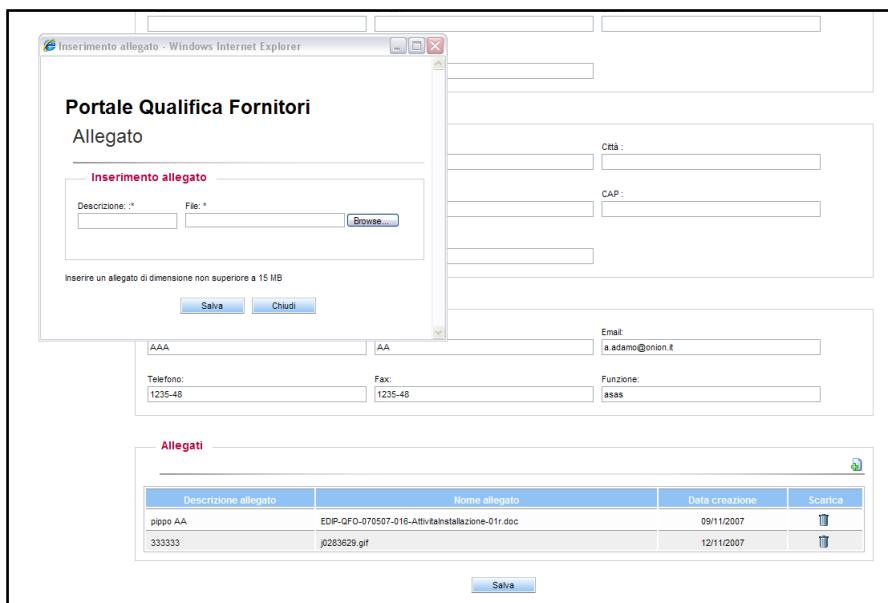 Inserimento allegato - Windows Internet Explorer
Portale Qualifica Fornitori
Allegato
Inserimento allegato
Descrizione: :*
File: *
Browse...
Inserire un allegato di dimensione non superiore a 15 MB
Salva
Chiudi
Città :
CAP :
Email:
AAA
AA
a.adamo@onion.it
Telefono:
Fax:
Funzione:
1235-48
1235-48
asas
Allegati
Descrizione allegato
Nome allegato
Data creazione
Scarica
pippo AA
EDIP-QFO-070507-016-AttivitaInstallazione-01r.doc
09/11/2007
333333
j0283629.gif
12/11/2007
Salva